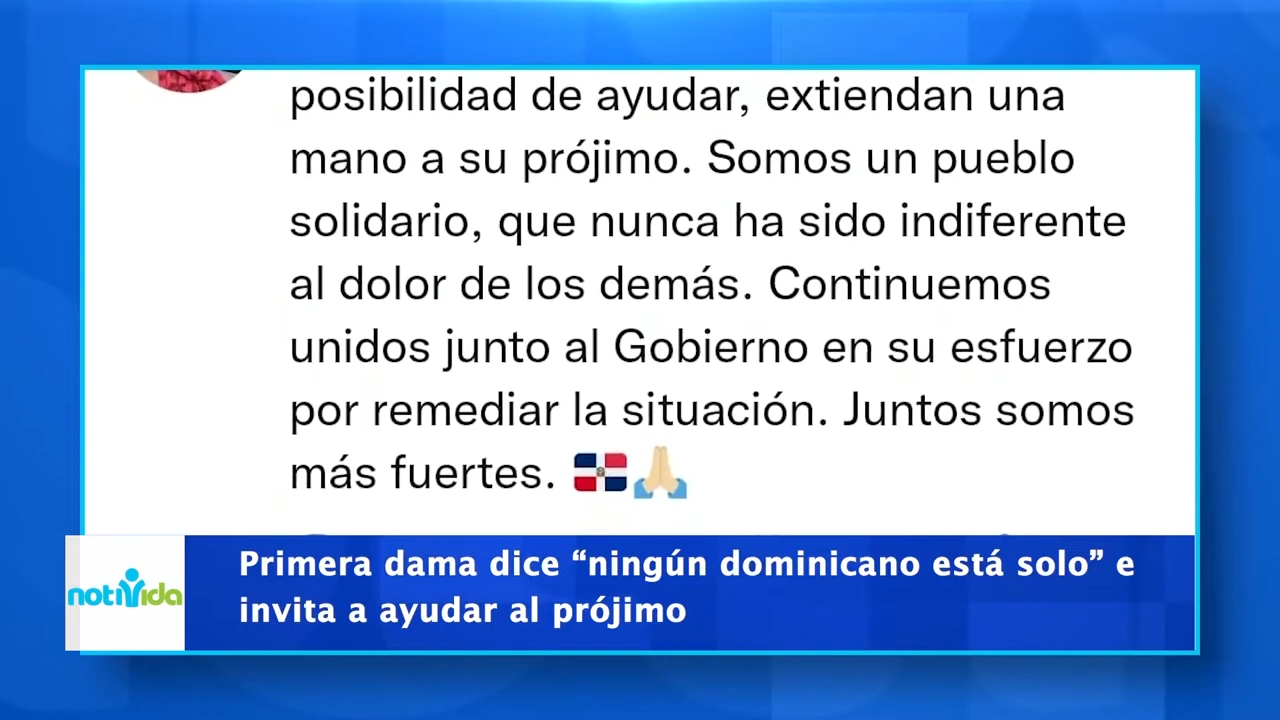 posibilidad de ayudar, extiendan una
mano a su prójimo. Somos un pueblo
solidario, que nunca ha sido indiferente
al dolor de los demás. Continuemos
unidos junto al Gobierno en su esfuerzo
por remediar la situación. Juntos somos
más fuertes. 🇩🇴🙏🏼
notiVida
Primera dama dice “ningún dominicano está solo” e
invita a ayudar al prójimo